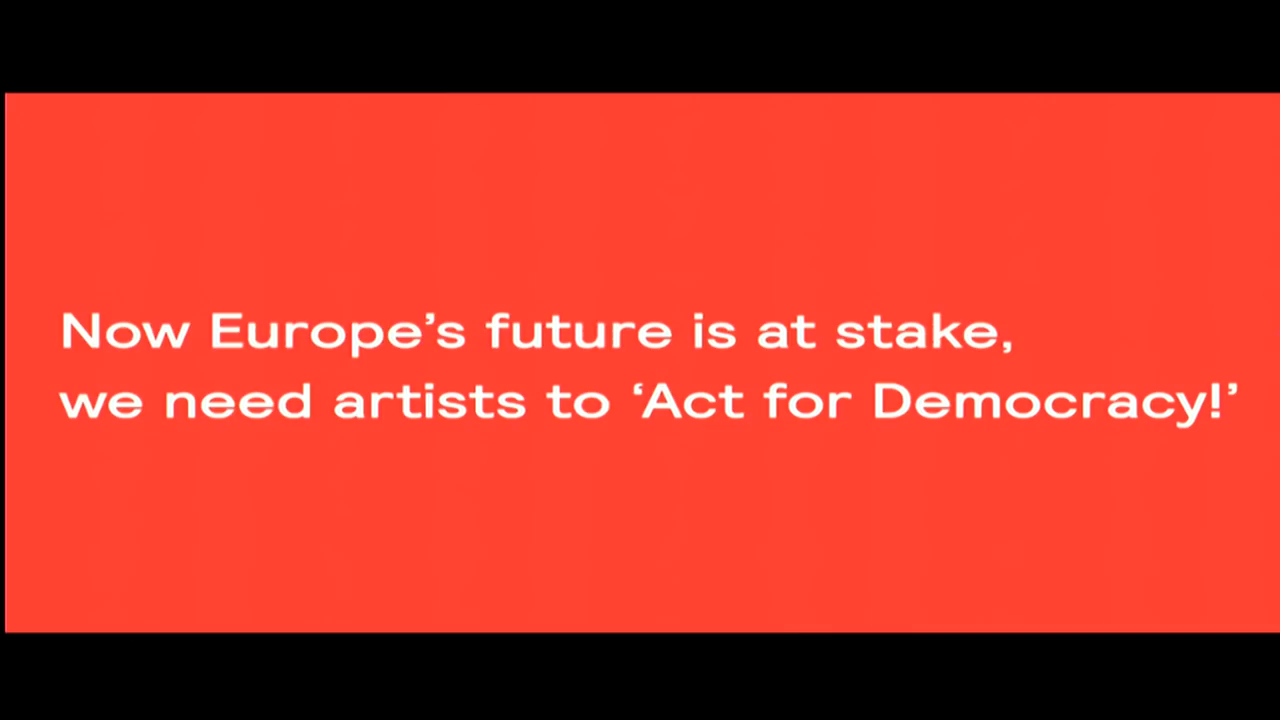 Now Europe’s future is at stake,
we need artists to ‘Act for Democracy!’